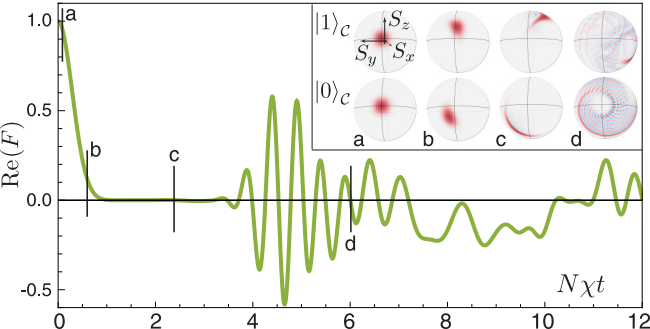 1.0
0.5
0.0
-0.5
Re(F)
a
b
c
d
|1⟩_C
S_z
S_y
S_x
|0⟩_C
a
b
c
d
Nχt
0
2
4
6
8
10
12